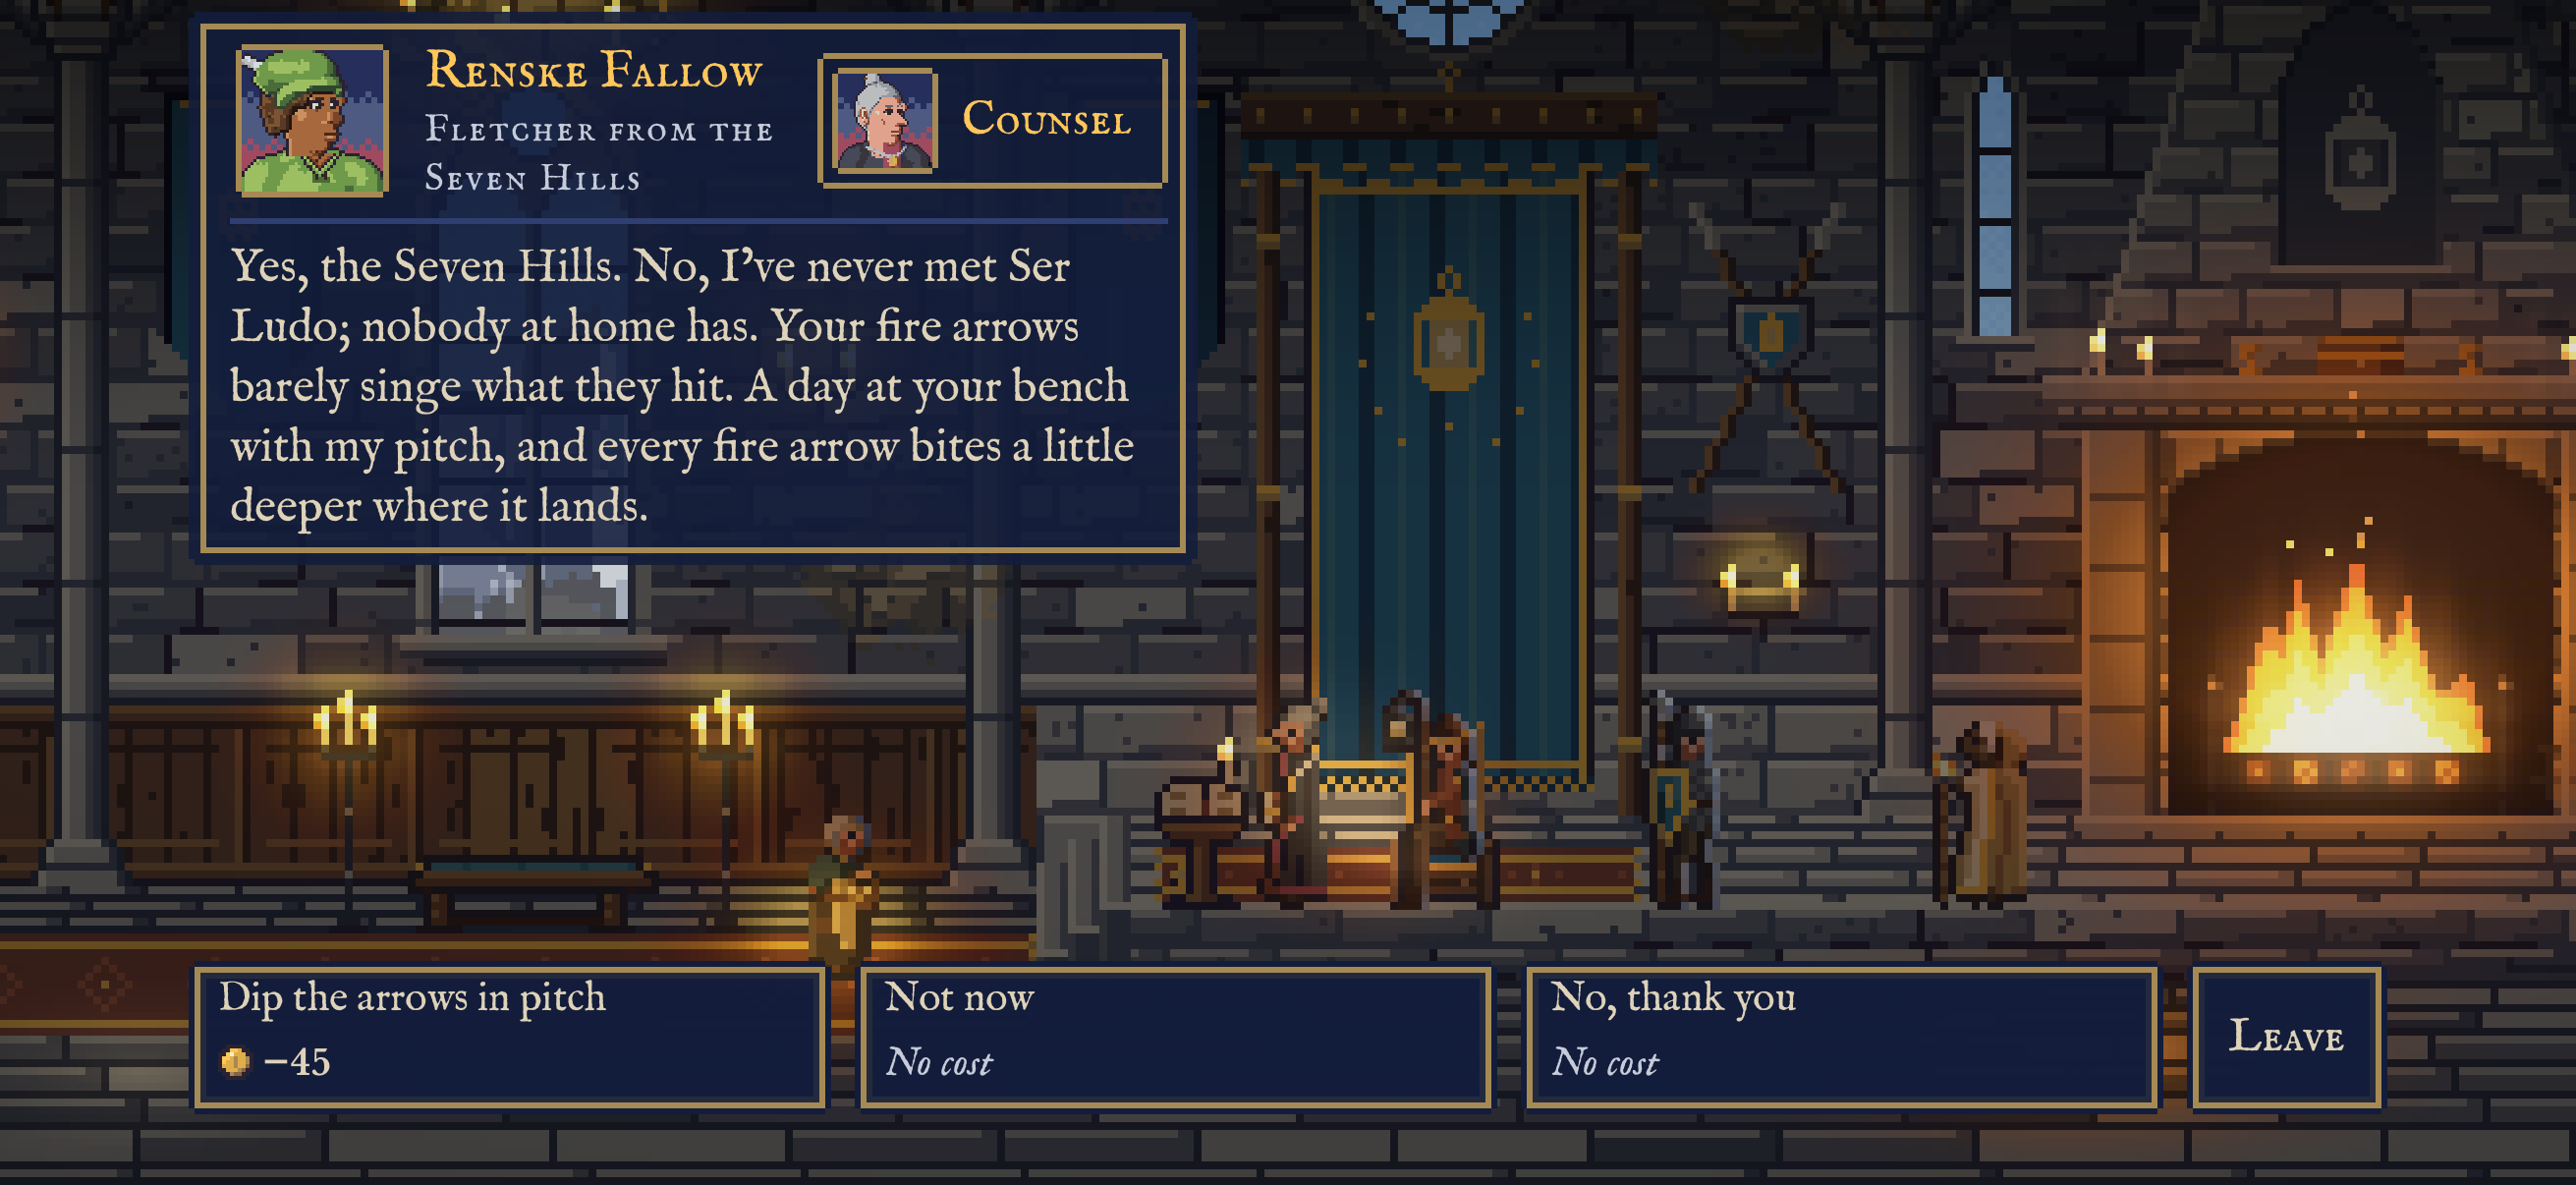 Renske Fallow
Fletcher from the
Seven Hills
Counsel
Yes, the Seven Hills. No, I've never met Ser
Ludo; nobody at home has. Your fire arrows
barely singe what they hit. A day at your bench
with my pitch, and every fire arrow bites a little
deeper where it lands.
Dip the arrows in pitch
−45
Not now
No cost
No, thank you
No cost
Leave